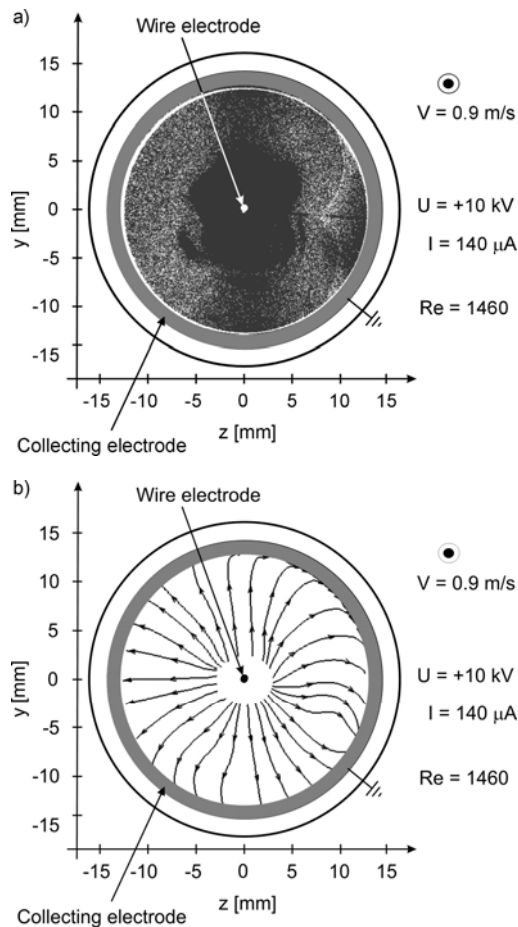 a)
Wire electrode
15
10
5
0
-5
-10
-15
y [mm]
V = 0.9 m/s
U = +10 kV
I = 140 μA
Re = 1460
-15 -10 -5 0 5 10 15
z [mm]
Collecting electrode
b)
Wire electrode
15
10
5
0
-5
-10
15
y [mm]
V = 0.9 m/s
U = +10 kV
I = 140 μA
Re = 1460
-15 -10 -5 0 5 10 15
z [mm]
Collecting electrode